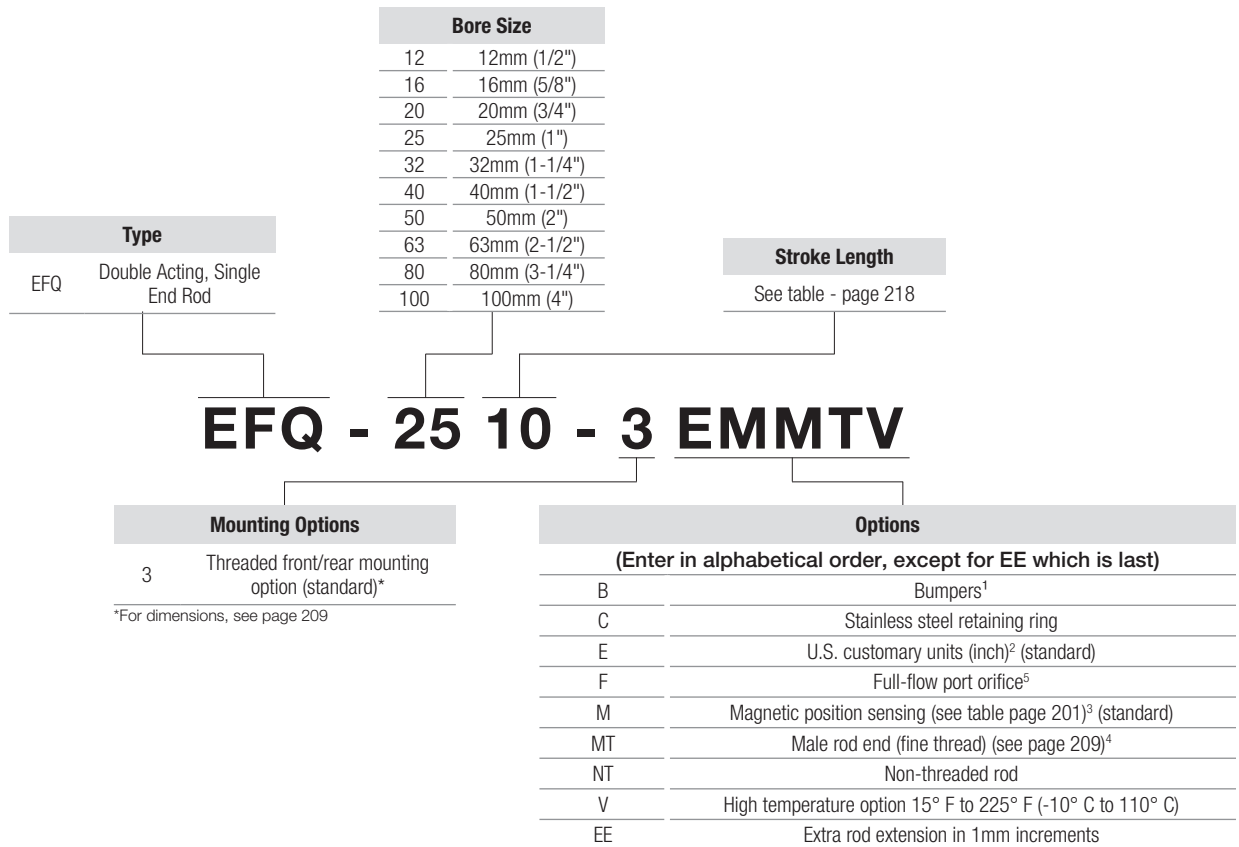 Bore Size
12 12mm (1/2")
16 16mm (5/8")
20 20mm (3/4")
25 25mm (1")
32 32mm (1-1/4")
40 40mm (1-1/2")
50 50mm (2")
63 63mm (2-1/2")
80 80mm (3-1/4")
100 100mm (4")
Type
EFQ Double Acting, Single
End Rod
Stroke Length
See table - page 218
EFQ - 25 10 - 3 EMMTV
Mounting Options
3 Threaded front/rear mounting
option (standard)*
*For dimensions, see page 209
Options
(Enter in alphabetical order, except for EE which is last)
B Bumpers¹
C Stainless steel retaining ring
E U.S. customary units (inch)² (standard)
F Full-flow port orifice⁵
M Magnetic position sensing (see table page 201)³ (standard)
MT Male rod end (fine thread) (see page 209)⁴
NT Non-threaded rod
V High temperature option 15° F to 225° F (-10° C to 110° C)
EE Extra rod extension in 1mm increments